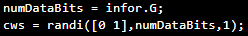 numDataBits = infor.G;
cws = randi([0 1],numDataBits,1);